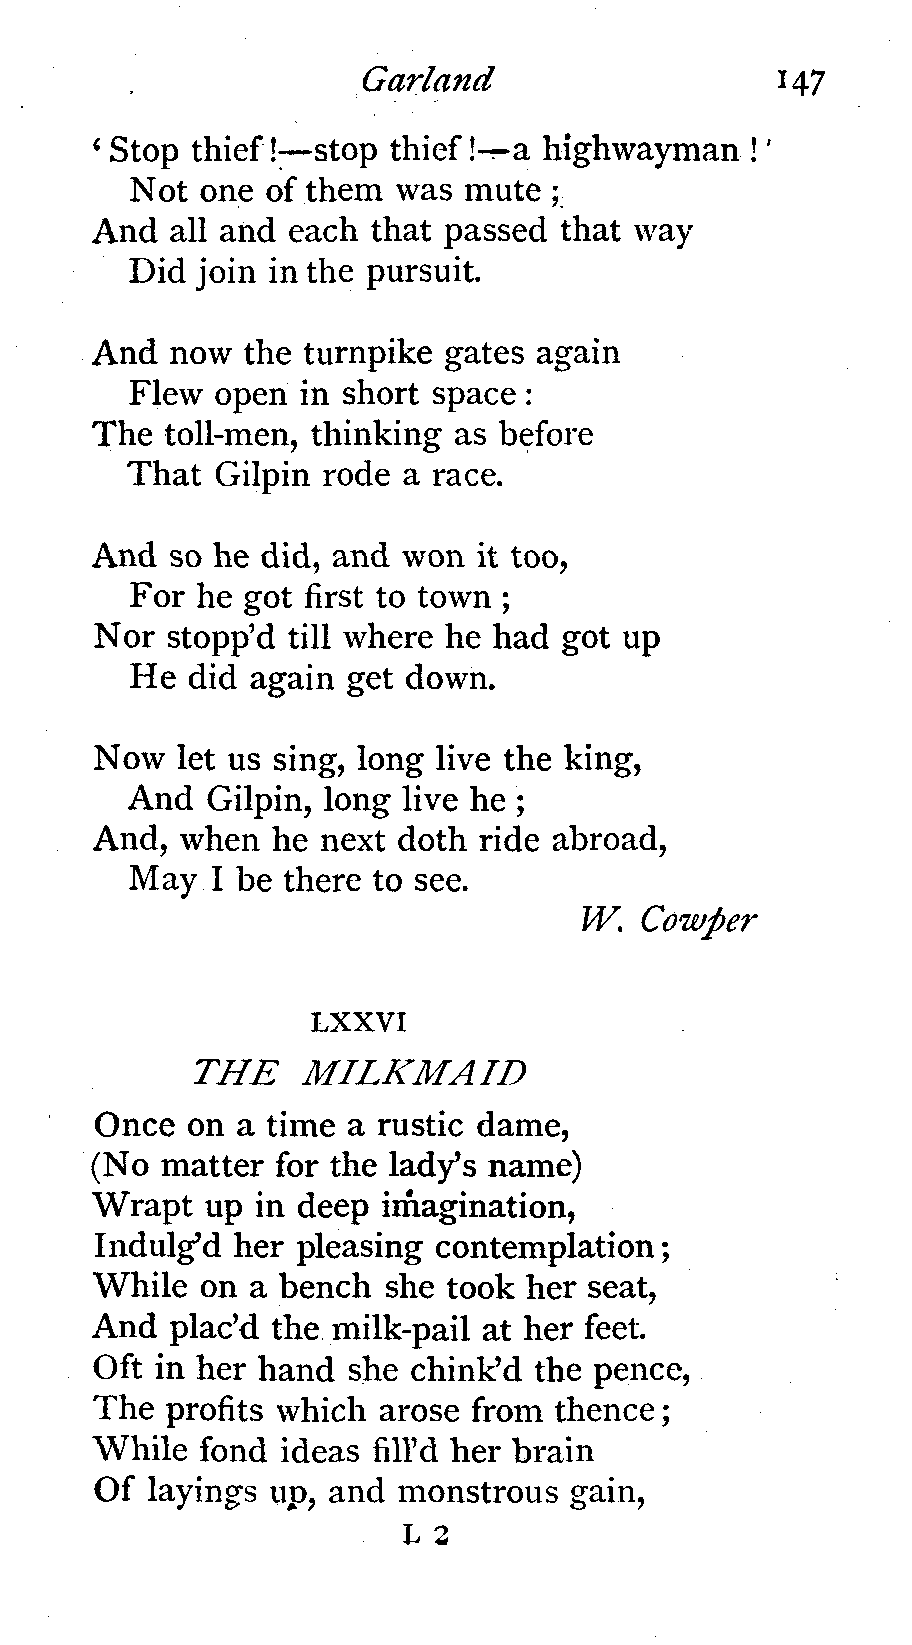 Garland 147
‘Stop thief!—stop thief!—a highwayman!’
Not one of them was mute;
And all and each that passed that way
Did join in the pursuit.
And now the turnpike gates again
Flew open in short space:
The toll-men, thinking as before
That Gilpin rode a race.
And so he did, and won it too,
For he got first to town;
Nor stopp’d till where he had got up
He did again get down.
Now let us sing, long live the king,
And Gilpin, long live he;
And, when he next doth ride abroad,
May I be there to see.
W. Cowper
LXXVI
THE MILKMAID
Once on a time a rustic dame,
(No matter for the lady’s name)
Wrapt up in deep imagination,
Indulg’d her pleasing contemplation;
While on a bench she took her seat,
And plac’d the milk-pail at her feet.
Oft in her hand she chink’d the pence,
The profits which arose from thence;
While fond ideas fill’d her brain
Of layings up, and monstrous gain,
L 2